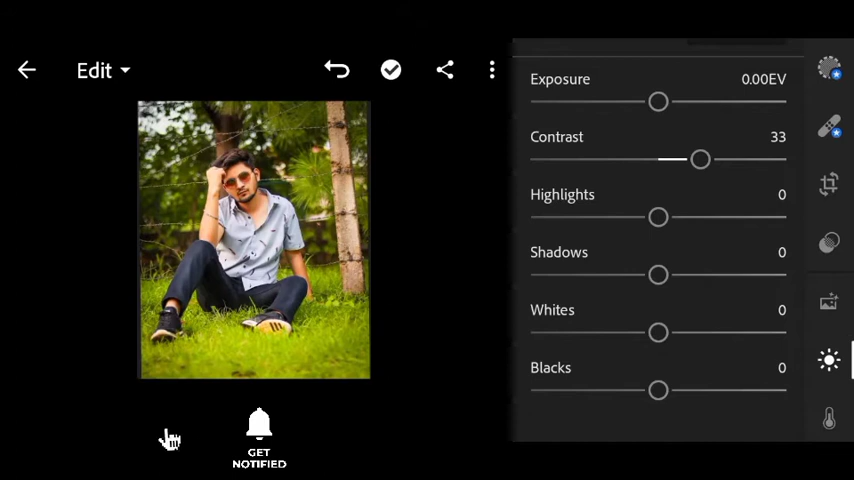 Edit
Exposure 0.00EV
Contrast 33
Highlights 0
Shadows 0
Whites 0
Blacks 0
GET
NOTIFIED